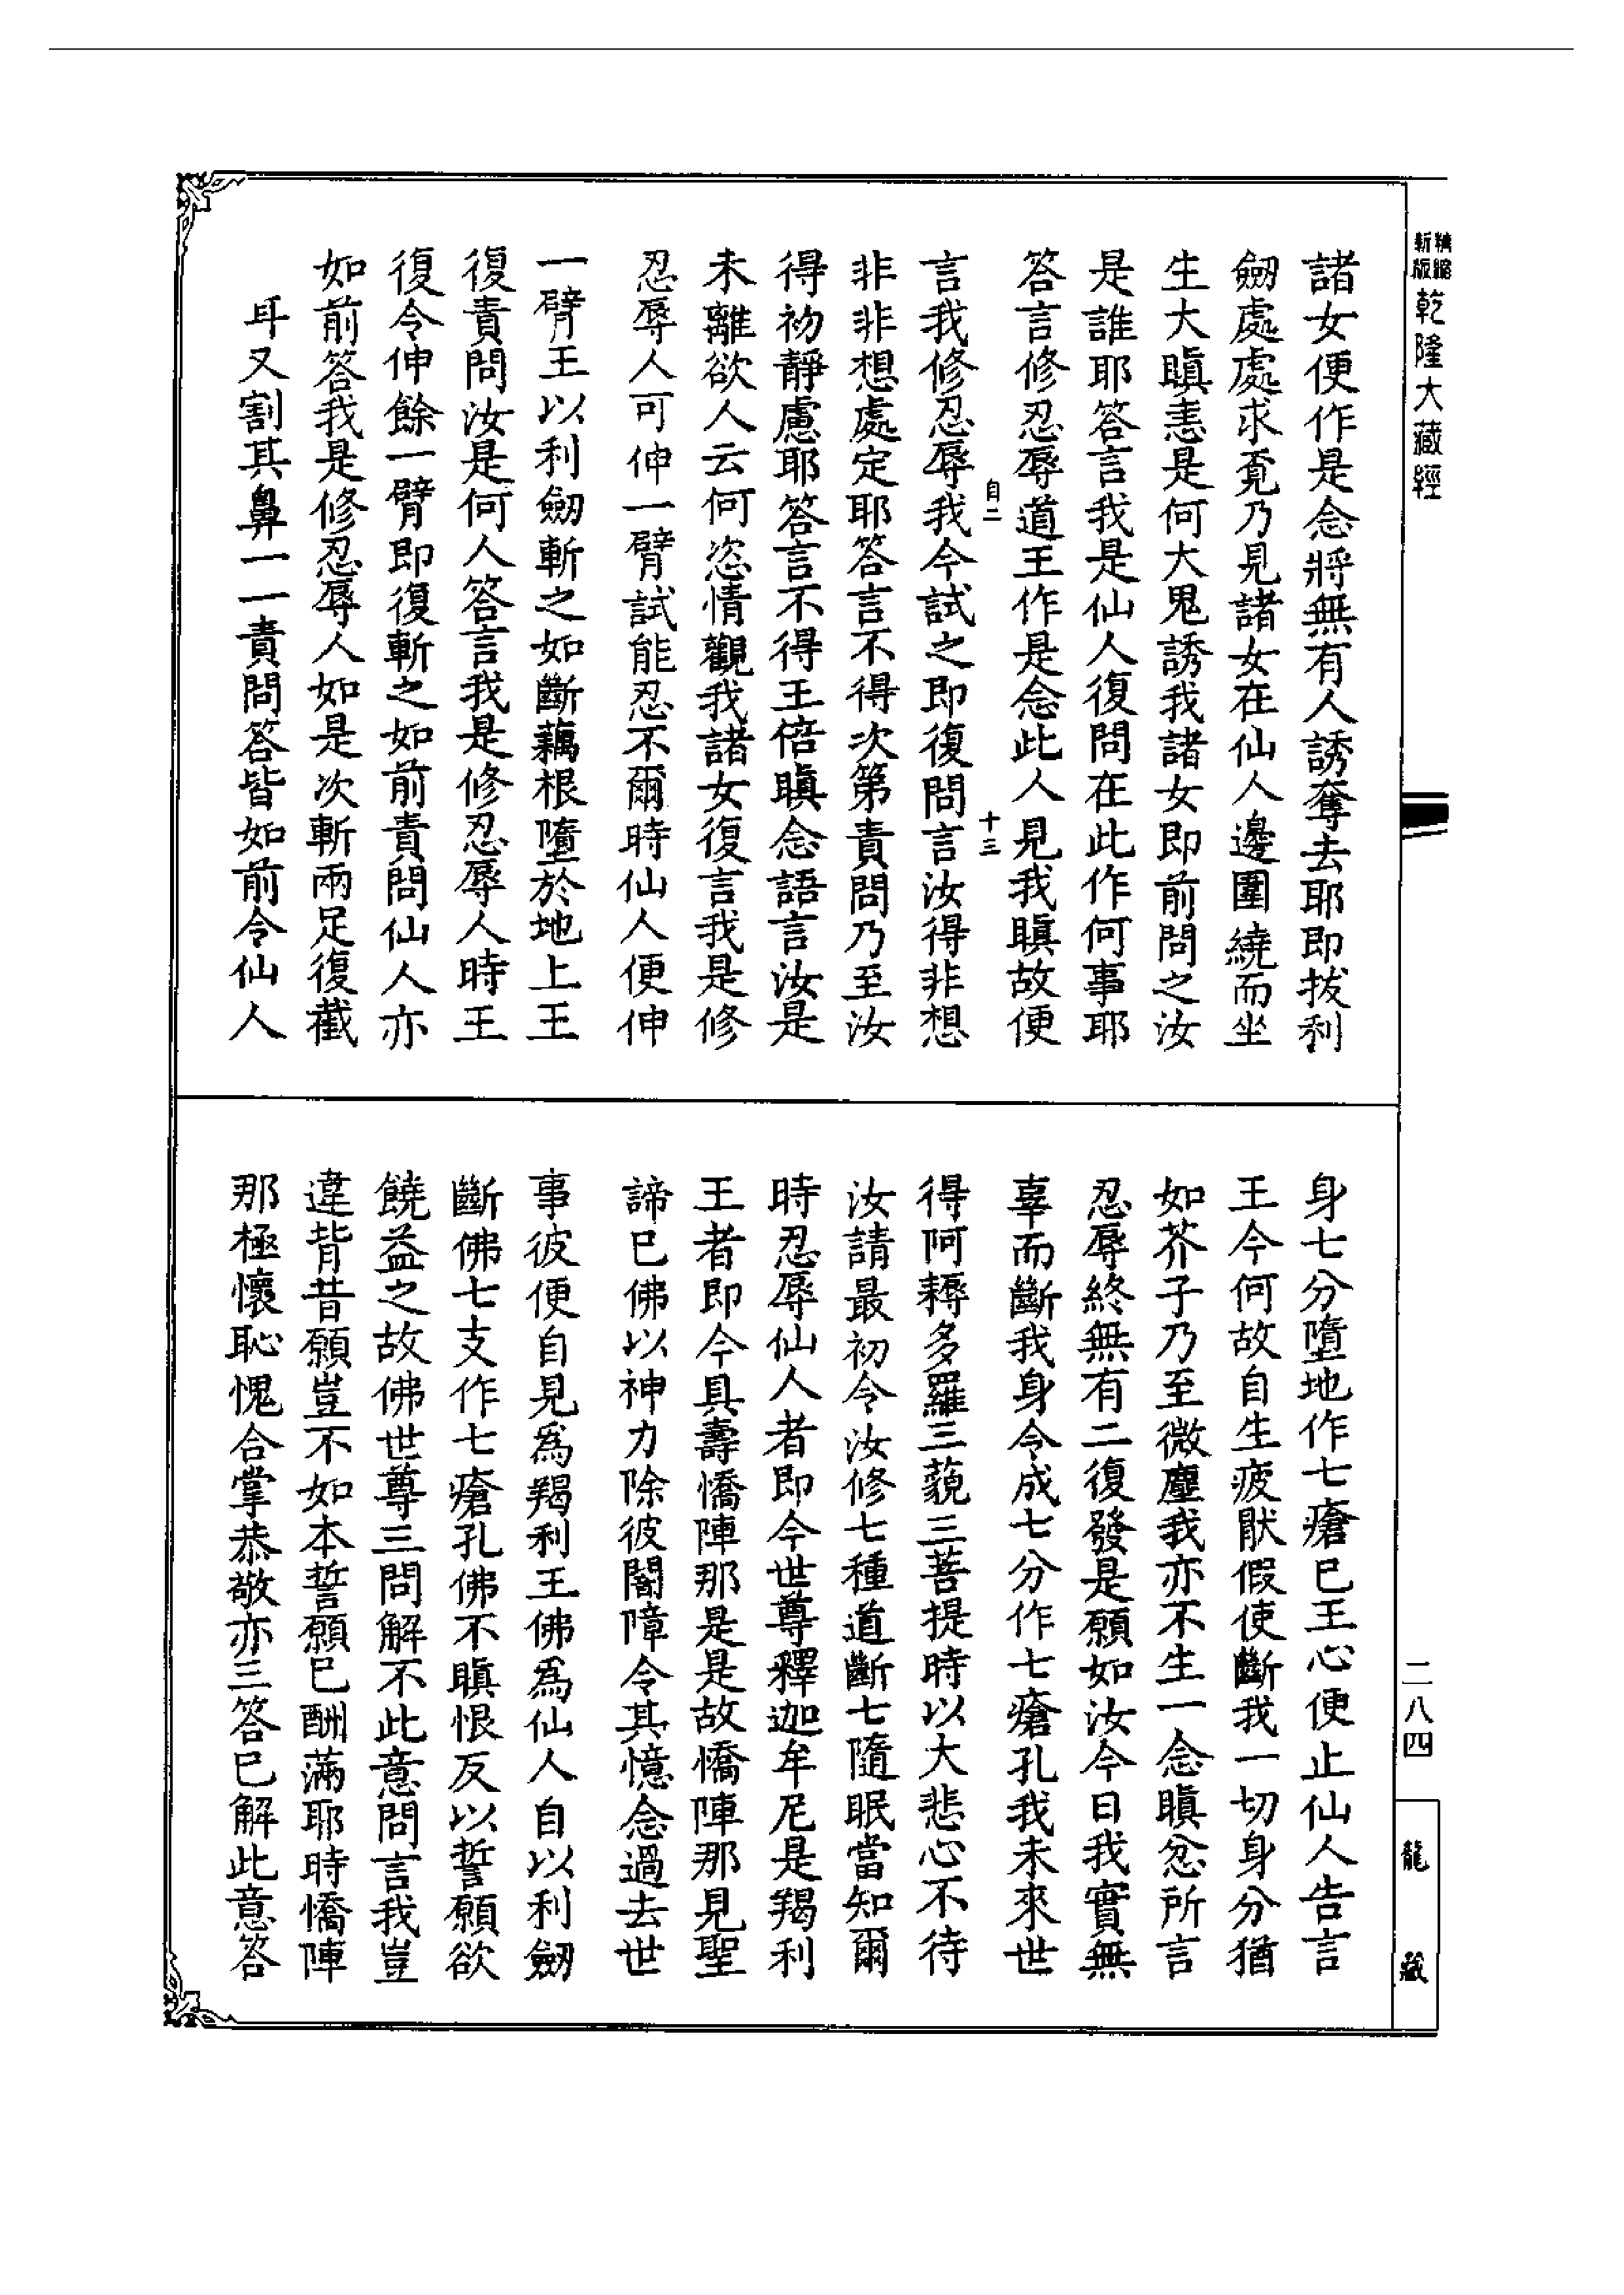 精縮
新版
乾隆大藏經
諸女便作是念將無有人誘奪去耶即拔利
劒處處求覓乃見諸女在仙人邊圍繞而坐
生大瞋恚是何大鬼誘我諸女即前問之汝
是誰耶答言我是仙人復問在此作何事耶
答言修忍辱道王作是念此人見我瞋故便
自二
十三
言我修忍辱我今試之即復問言汝得非想
非非想處定耶答言不得次第責問乃至汝
得初靜慮耶答言不得王倍瞋念語言汝是
未離欲人云何恣情觀我諸女復言我是修
忍辱人可伸一臂試能忍不爾時仙人便伸
一臂王以利劒斬之如斷藕根墮於地上王
復責問汝是何人答言我是修忍辱人時王
復令伸餘一臂即復斬之如前責問仙人亦
如前答我是修忍辱人如是次斬兩足復截
耳又割其鼻一一責問答皆如前令仙人
身七分墮地作七瘡已王心便止仙人告言
王今何故自生疲厭假使斷我一切身分猶
如芥子乃至微塵我亦不生一念瞋忿所言
忍辱終無有二復發是願如汝今日我實無
辜而斷我身令成七分作七瘡孔我未來世
得阿耨多羅三藐三菩提時以大悲心不待
汝請最初令汝修七種道斷七隨眠當知爾
時忍辱仙人者即今世尊釋迦牟尼是羯利
王者即今具壽憍陣那是是故憍陣那見聖
諦已佛以神力除彼闇障令其憶念過去世
事彼便自見為羯利王佛為仙人自以利劒
斷佛七支作七瘡孔佛不瞋恨反以誓願欲
饒益之故佛世尊三問解不此意問言我豈
違背昔願豈不如本誓願已酬滿耶時憍陣
那極懷恥愧合掌恭敬亦三答已解此意答
二八四
龍藏